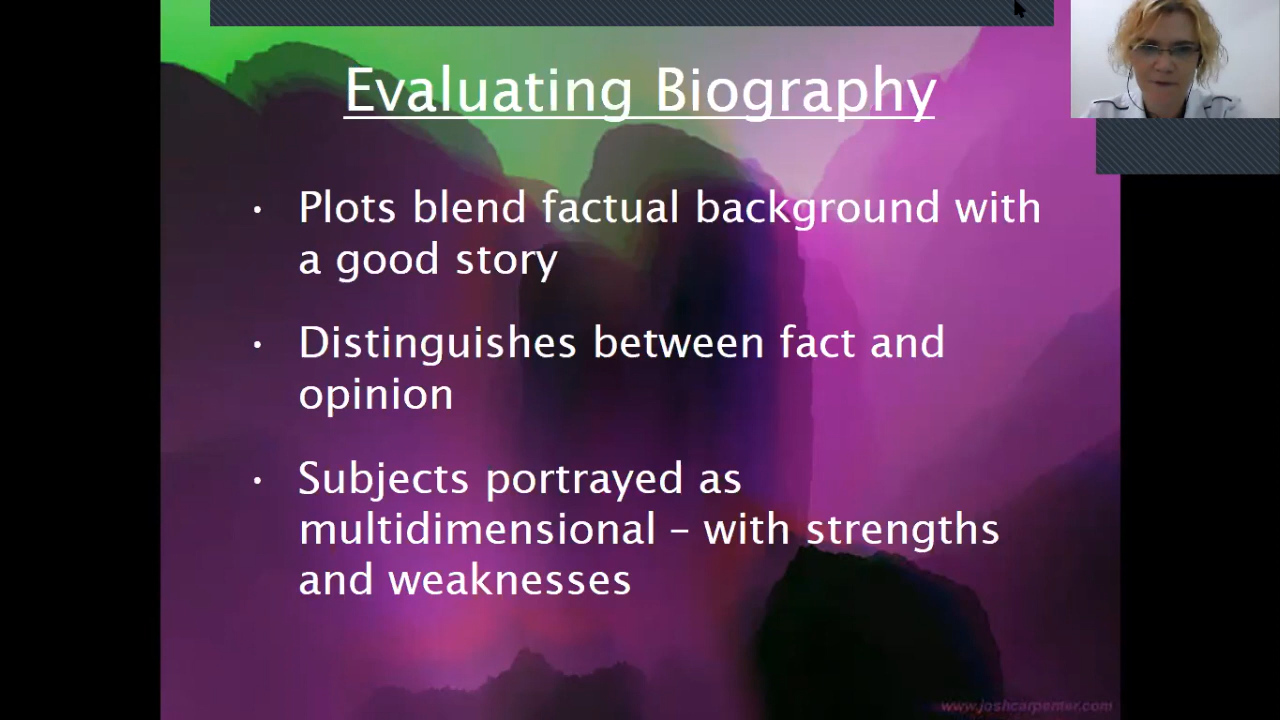 Evaluating Biography
• Plots blend factual background with
a good story
• Distinguishes between fact and
opinion
• Subjects portrayed as
multidimensional – with strengths
and weaknesses
www.joshcarpenter.com